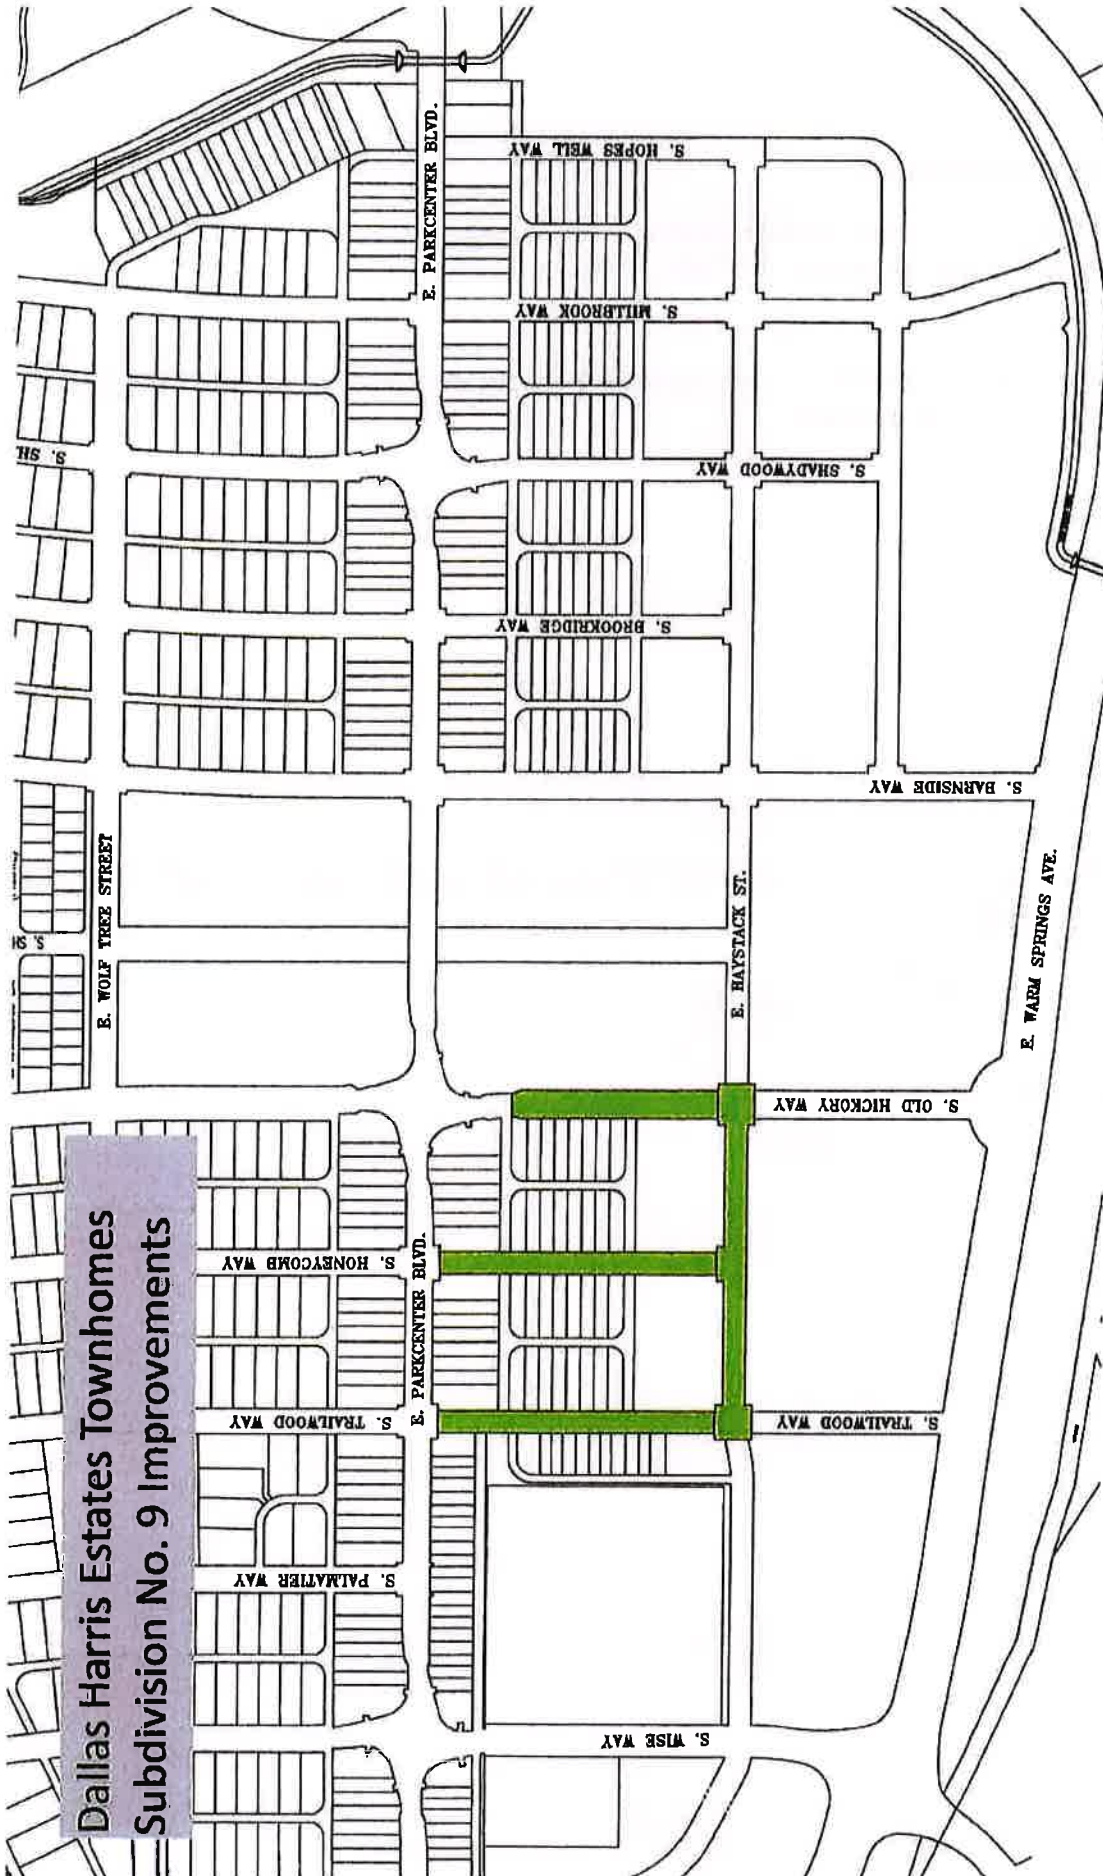 Dallas Harris Estates Townhomes
Subdivision No. 9 Improvements
S. SH
S. SH
E. WOLF TREE STREET
S. HONEYCOMB WAY
S. TRAILWOOD WAY
S. PALMATIER WAY
E. PARKCENTER BLVD.
E. PARKCENTER BLVD.
S. HOPES WELL WAY
S. MILLBROOK WAY
S. SHADYWOOD WAY
S. BROOKRIDGE WAY
S. BARNSIDE WAY
E. HAYSTACK ST.
S. OLD HICKORY WAY
S. TRAILWOOD WAY
S. WISE WAY
E. WARM SPRINGS AVE.